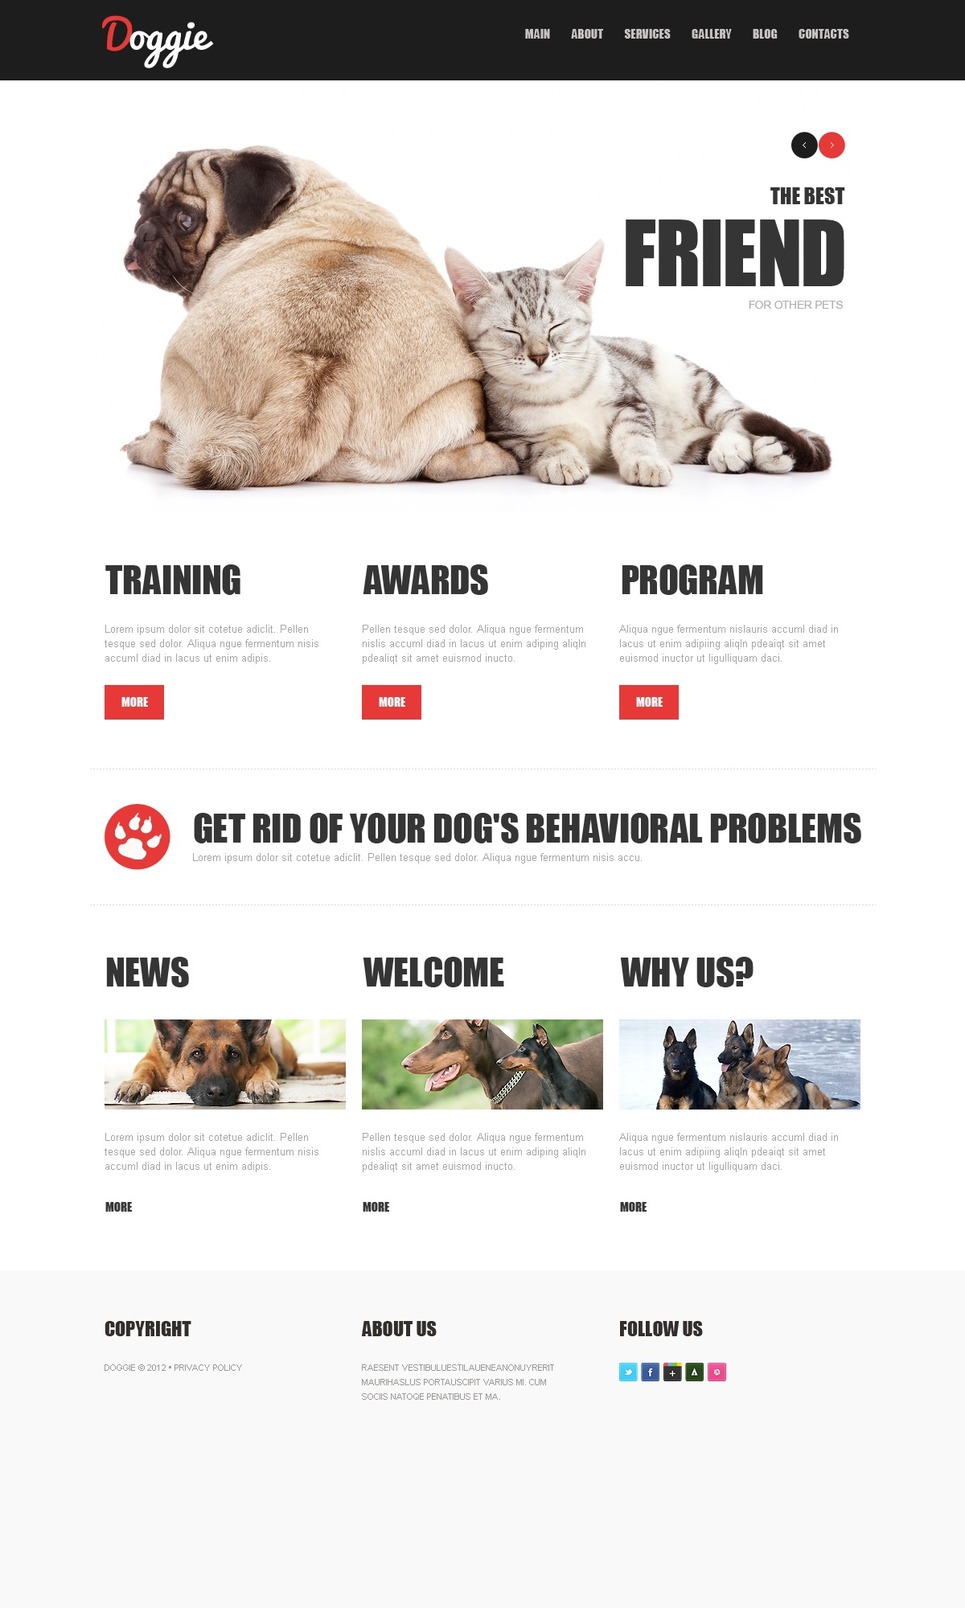 Doggie
MAIN ABOUT SERVICES GALLERY BLOG CONTACTS
THE BEST
FRIEND
FOR OTHER PETS
TRAINING
Lorem ipsum dolor sit cotetue adiclit. Pellen
tesque sed dolor. Aliqua ngue fermentum nisis
accuml diad in lacus ut enim adipis.
MORE
AWARDS
Pellen tesque sed dolor. Aliqua ngue fermentum
nislis accuml diad in lacus ut enim adiping aliqln
pdealiqt sit amet euismod inucto.
MORE
PROGRAM
Aliqua ngue fermentum nislauris accuml diad in
lacus ut enim adipiing aliqln pdeaiqt sit amet
euismod inuctor ut ligulliquam daci.
MORE
GET RID OF YOUR DOG'S BEHAVIORAL PROBLEMS
Lorem ipsum dolor sit cotetue adiclit. Pellen tesque sed dolor. Aliqua ngue fermentum nisis accu.
NEWS
Lorem ipsum dolor sit cotetue adiclit. Pellen
tesque sed dolor. Aliqua ngue fermentum nisis
accuml diad in lacus ut enim adipis.
MORE
WELCOME
Pellen tesque sed dolor. Aliqua ngue fermentum
nislis accuml diad in lacus ut enim adiping aliqln
pdealiqt sit amet euismod inucto.
MORE
WHY US?
Aliqua ngue fermentum nislauris accuml diad in
lacus ut enim adipiing aliqln pdeaiqt sit amet
euismod inuctor ut ligulliquam daci.
MORE
COPYRIGHT
DOGGIE © 2012 • PRIVACY POLICY
ABOUT US
RAESENT VESTIBULUESTILAUENEANONUYRERIT
MAURIHASLUS PORTAUSCIPIT VARIUS MI. CUM
SOCIIS NATOQE PENATIBUS ET MA.
FOLLOW US